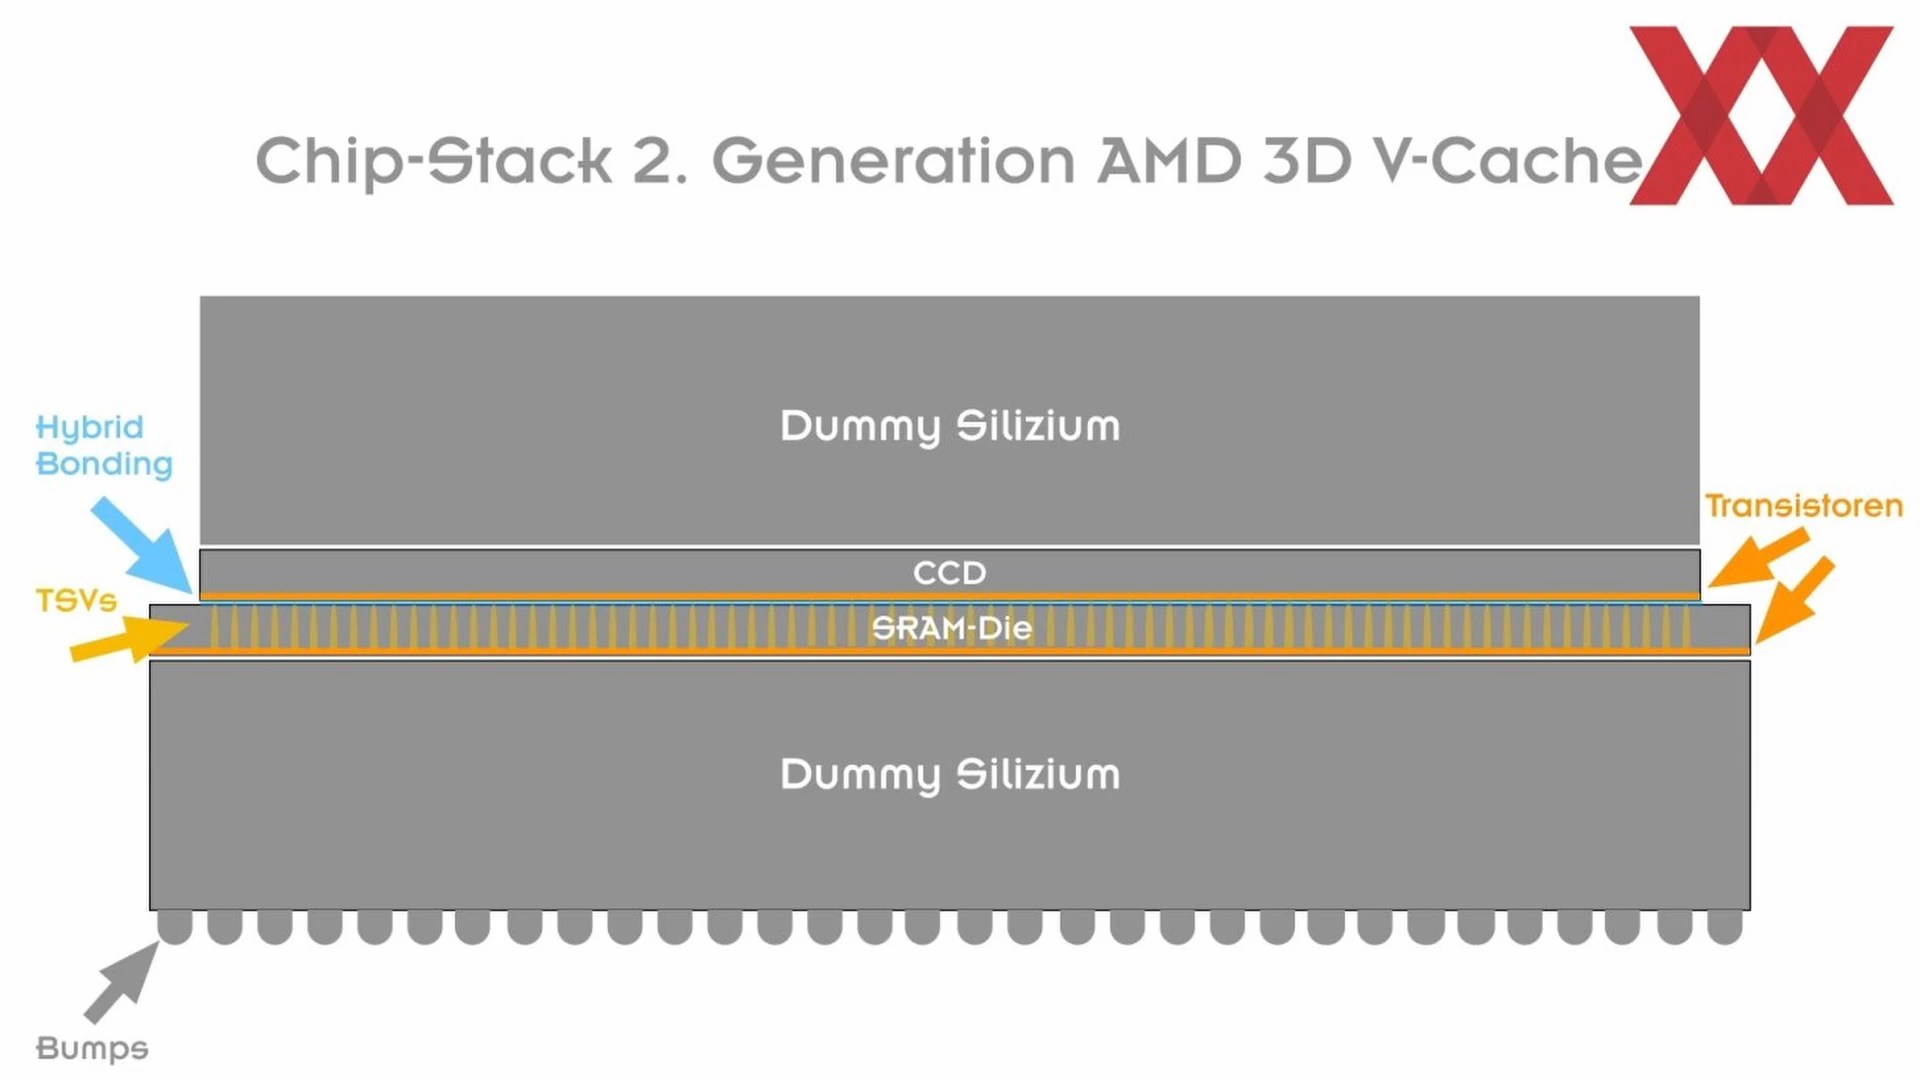 Chip-Stack 2. Generation AMD 3D V-Cache
Dummy Silizium
Hybrid
Bonding
Transistoren
CCD
TSVs
SRAM-Die
Dummy Silizium
Bumps